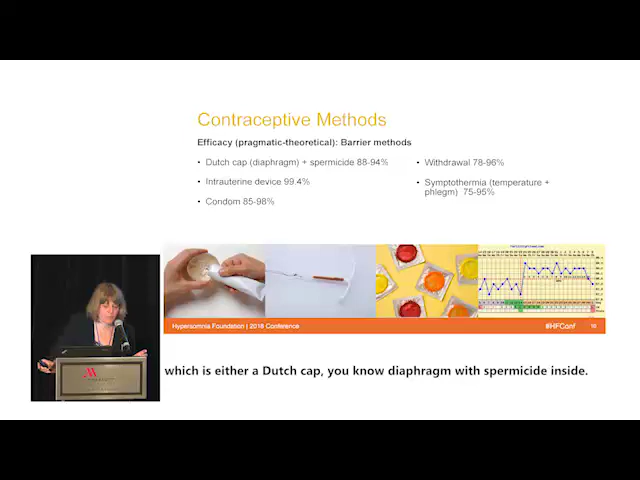 Contraceptive Methods
Efficacy (pragmatic-theoretical): Barrier methods
• Dutch cap (diaphragm) + spermicide 88-94%
• Intrauterine device 99.4%
• Condom 85-98%
• Withdrawal 78-96%
• Symptothermia (temperature +
phlegm) 75-95%
Hypersomnia Foundation | 2018 Conference
#HFConf
which is either a Dutch cap, you know diaphragm with spermicide inside.